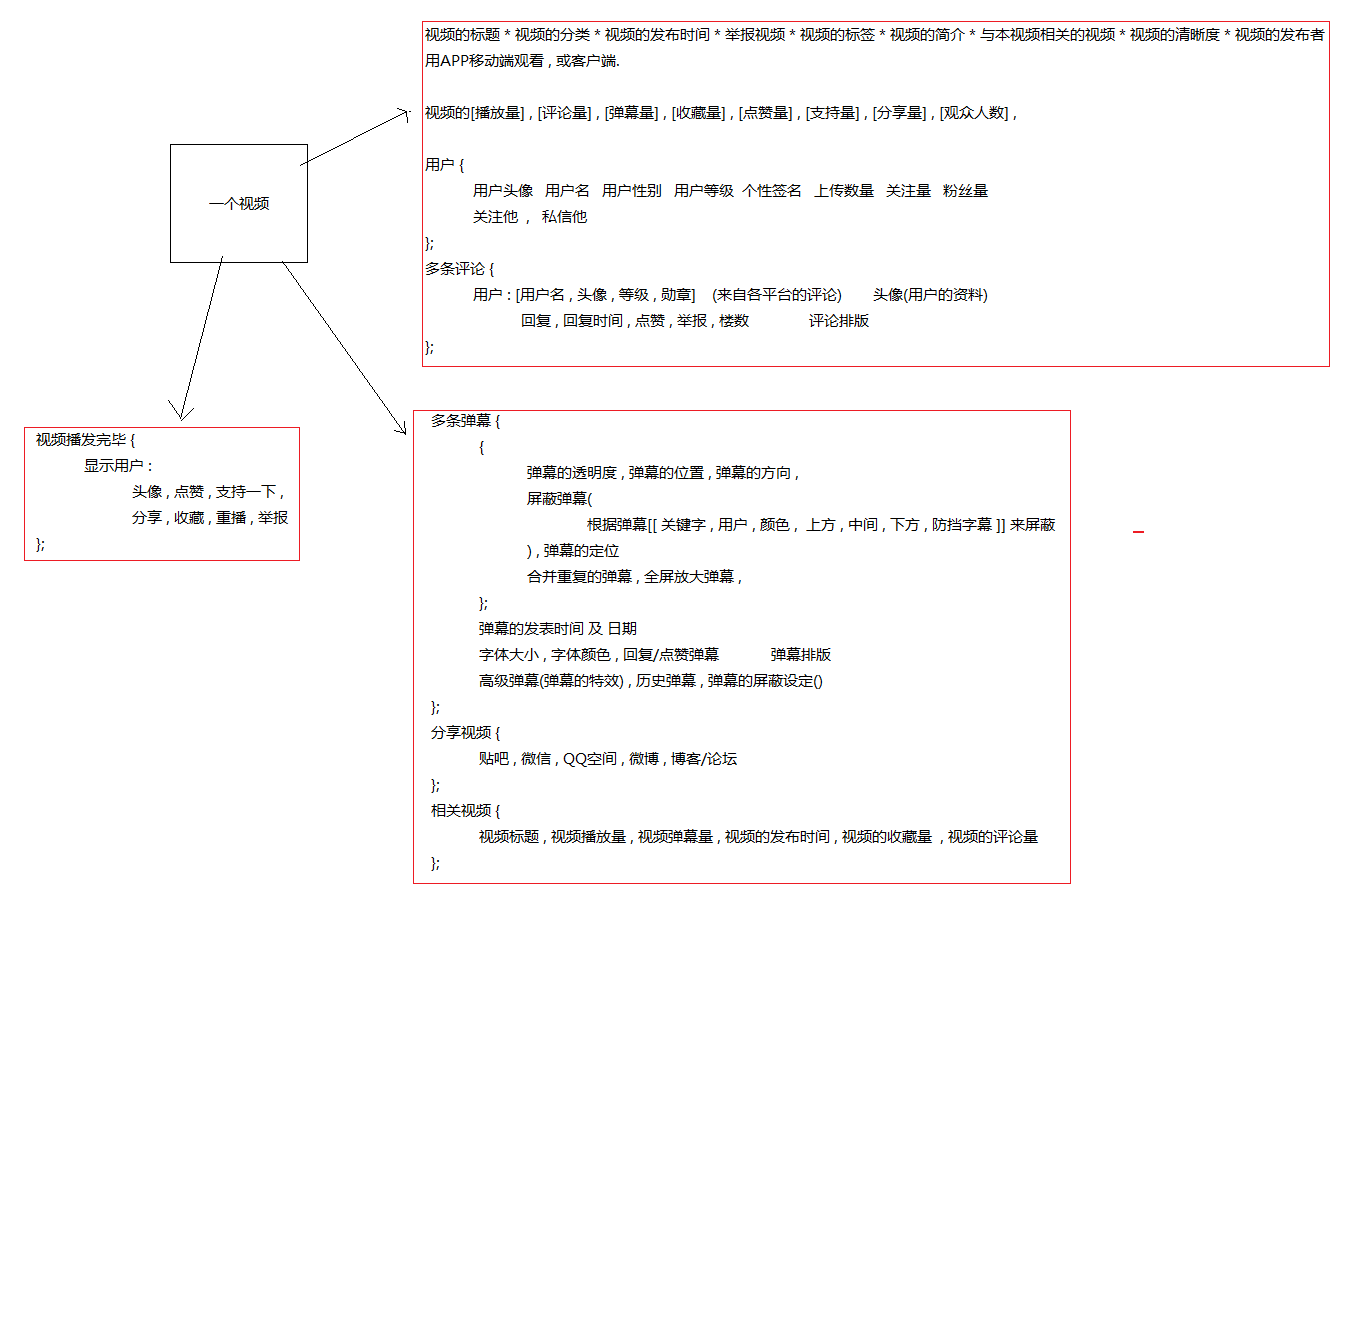 视频的标题 * 视频的分类 * 视频的发布时间 * 举报视频 * 视频的标签 * 视频的简介 * 与本视频相关的视频 * 视频的清晰度 * 视频的发布者
用APP移动端观看 , 或客户端.
视频的[播放量] , [评论量] , [弹幕量] , [收藏量] , [点赞量] , [支持量] , [分享量] , [观众人数] ,
用户 {
用户头像 用户名 用户性别 用户等级 个性签名 上传数量 关注量 粉丝量
关注他 , 私信他
};
多条评论 {
用户 : [用户名 , 头像 , 等级 , 勋章] (来自各平台的评论) 头像(用户的资料)
回复 , 回复时间 , 点赞 , 举报 , 楼数 评论排版
};
一个视频
视频播发完毕 {
显示用户 :
头像 , 点赞 , 支持一下 ,
分享 , 收藏 , 重播 , 举报
};
多条弹幕 {
{
弹幕的透明度 , 弹幕的位置 , 弹幕的方向 ,
屏蔽弹幕(
根据弹幕[[ 关键字 , 用户 , 颜色 , 上方 , 中间 , 下方 , 防挡字幕 ]] 来屏蔽
) , 弹幕的定位
合并重复的弹幕 , 全屏放大弹幕 ,
};
弹幕的发表时间 及 日期
字体大小 , 字体颜色 , 回复/点赞弹幕 弹幕排版
高级弹幕(弹幕的特效) , 历史弹幕 , 弹幕的屏蔽设定()
};
分享视频 {
贴吧 , 微信 , QQ空间 , 微博 , 博客/论坛
};
相关视频 {
视频标题 , 视频播放量 , 视频弹幕量 , 视频的发布时间 , 视频的收藏量 , 视频的评论量
};